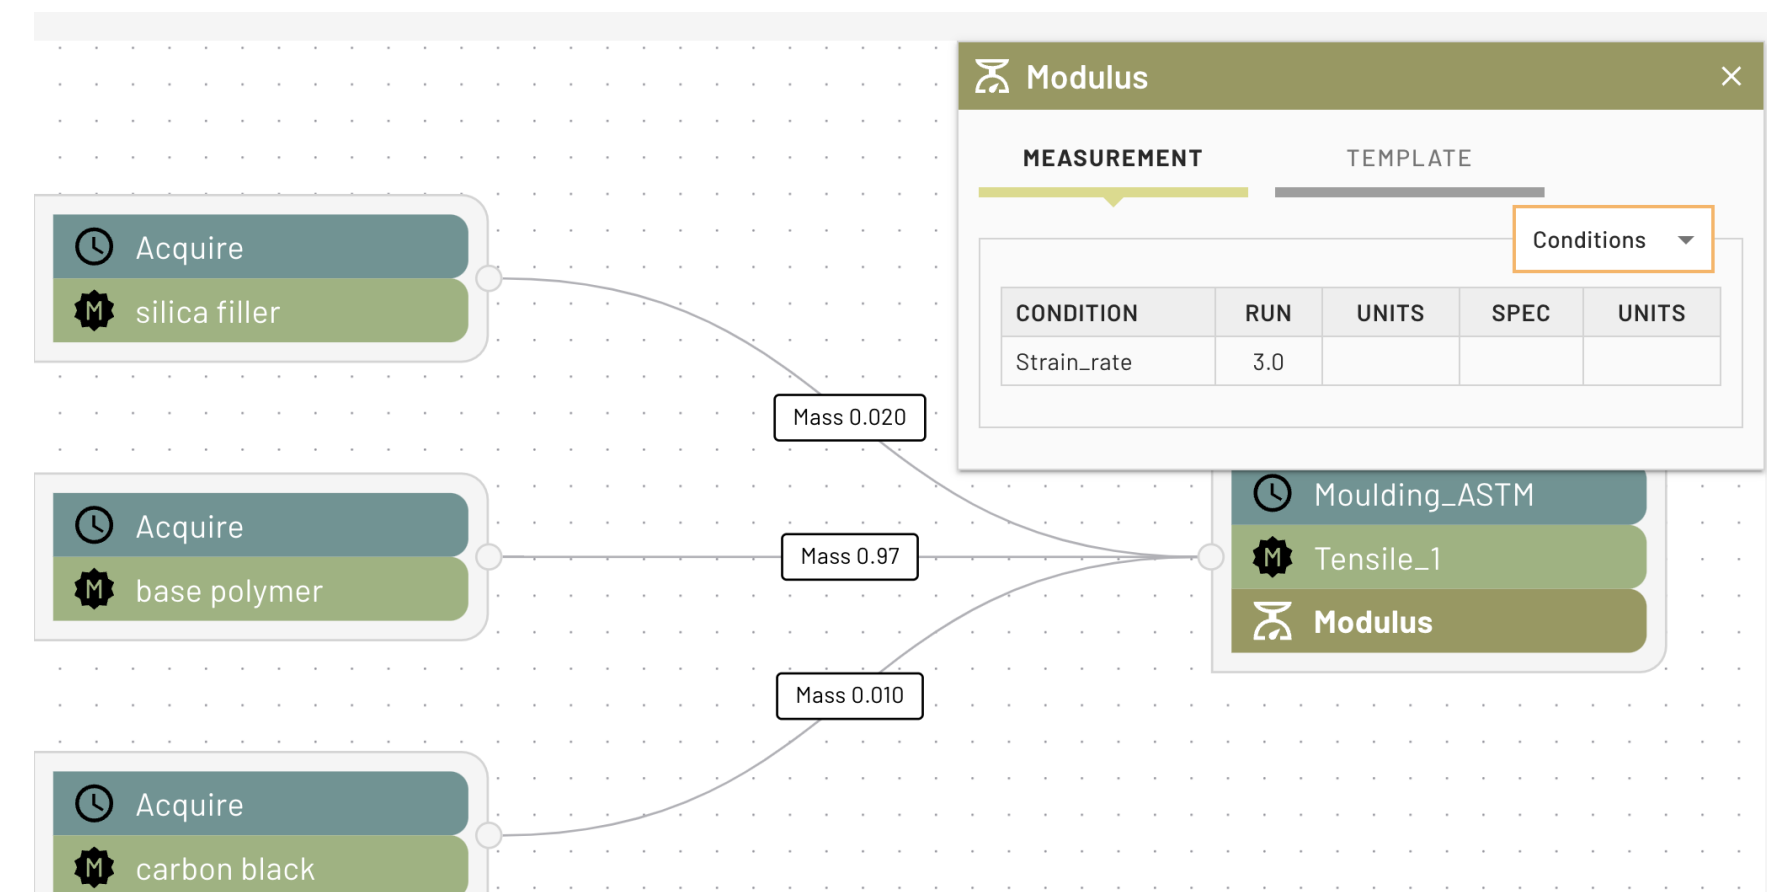 Modulus
MEASUREMENT
TEMPLATE
Conditions
CONDITION RUN UNITS SPEC UNITS
Strain_rate 3.0
Acquire
M silica filler
Mass 0.020
Acquire
M base polymer
Mass 0.97
Moulding_ASTM
M Tensile_1
Modulus
Mass 0.010
Acquire
M carbon black